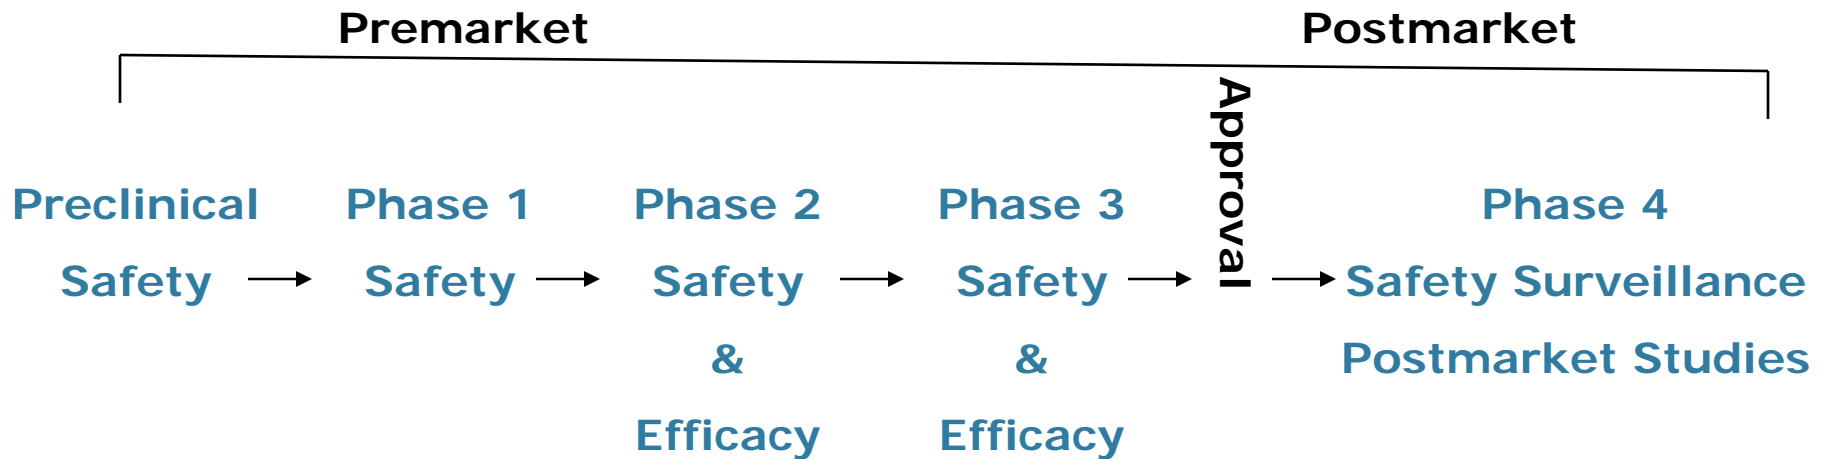 Premarket
Postmarket
Approval
Preclinical
Safety
Phase 1
Safety
Phase 2
Safety
&
Efficacy
Phase 3
Safety
&
Efficacy
Phase 4
Safety Surveillance
Postmarket Studies